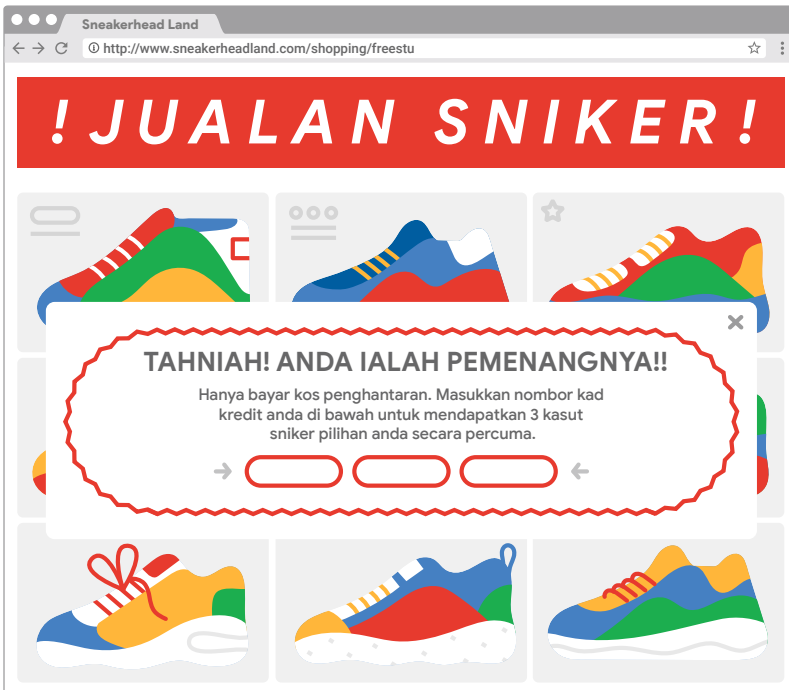 Sneakerhead Land
http://www.sneakerheadland.com/shopping/freestu
! JUALAN SNIKER !
TAHNIAH! ANDA IALAH PEMENANGNYA!!
Hanya bayar kos penghantaran. Masukkan nombor kad
kredit anda di bawah untuk mendapatkan 3 kasut
sniker pilihan anda secara percuma.